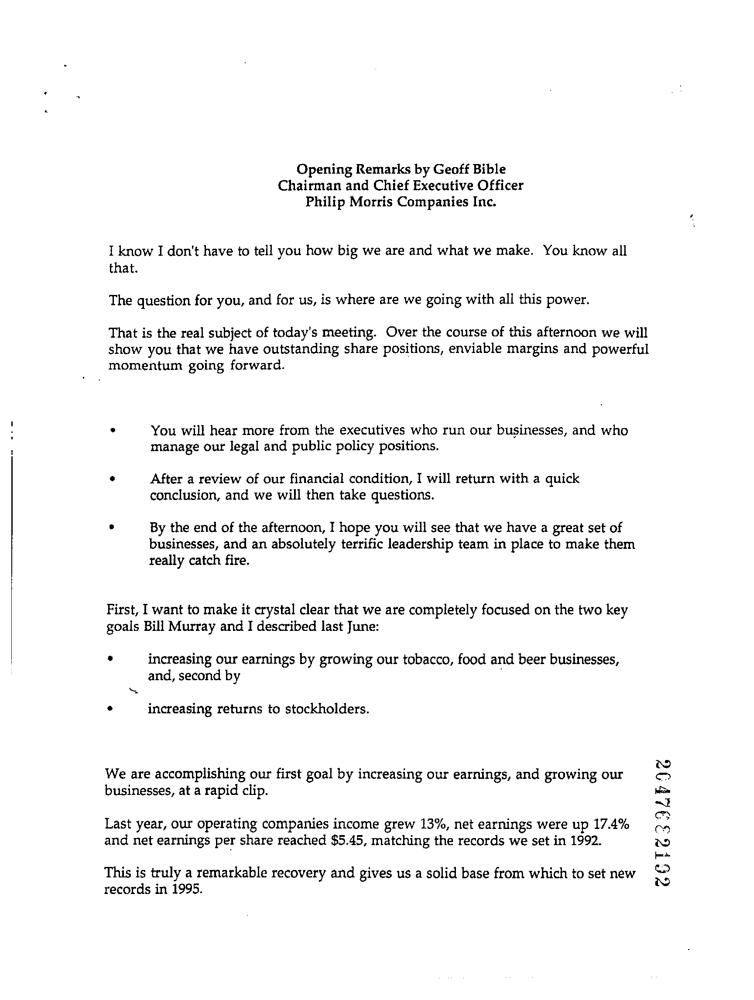 Opening Remarks by Geoff Bible
Chairman and Chief Executive Officer
Philip Morris Companies Inc.
I know I don't have to tell you how big we are and what we make. You know all
that.
The question for you, and for us, is where are we going with all this power.
That is the real subject of today's meeting. Over the course of this afternoon we will
show you that we have outstanding share positions, enviable margins and powerful
momentum going forward.
• You will hear more from the executives who run our businesses, and who
manage our legal and public policy positions.
• After a review of our financial condition, I will return with a quick
conclusion, and we will then take questions.
• By the end of the afternoon, I hope you will see that we have a great set of
businesses, and an absolutely terrific leadership team in place to make them
really catch fire.
First, I want to make it crystal clear that we are completely focused on the two key
goals Bill Murray and I described last June:
• increasing our earnings by growing our tobacco, food and beer businesses,
and, second by
• increasing returns to stockholders.
We are accomplishing our first goal by increasing our earnings, and growing our
businesses, at a rapid clip.
Last year, our operating companies income grew 13%, net earnings were up 17.4%
and net earnings per share reached $5.45, matching the records we set in 1992.
This is truly a remarkable recovery and gives us a solid base from which to set new
records in 1995.